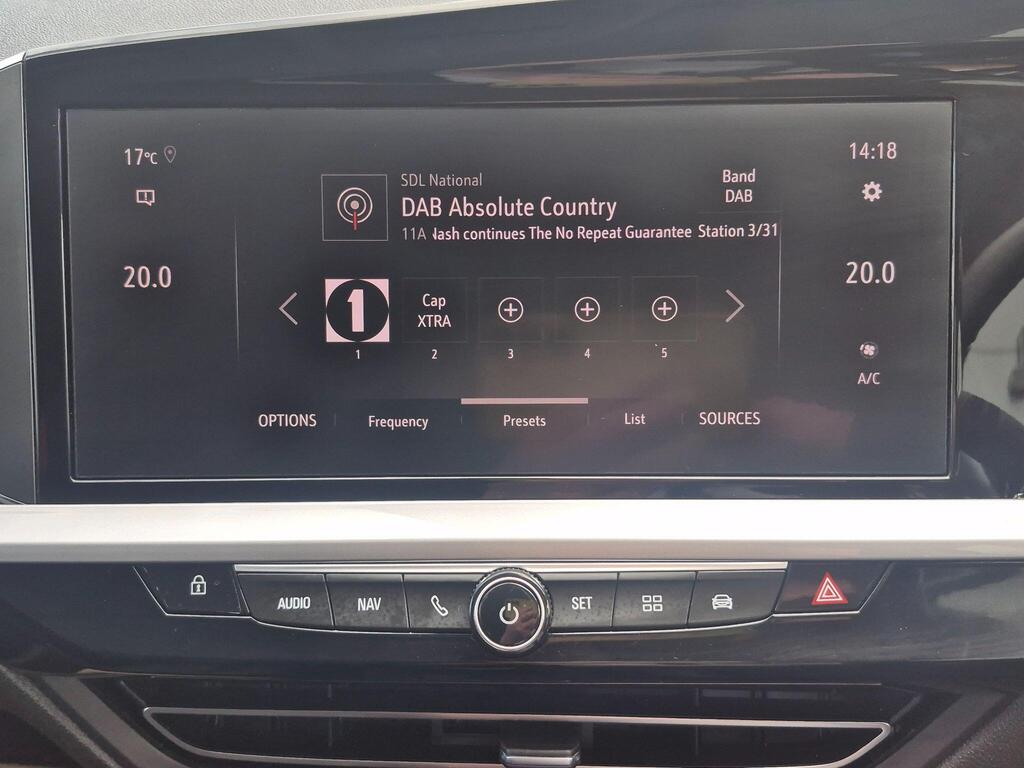 17°C
14:18
SDL National
DAB Absolute Country
11A lash continues The No Repeat Guarantee Station 3/31
Band
DAB
20.0
20.0
1
Cap
XTRA
1 2 3 4 5
A/C
OPTIONS Frequency Presets List SOURCES
AUDIO NAV SET